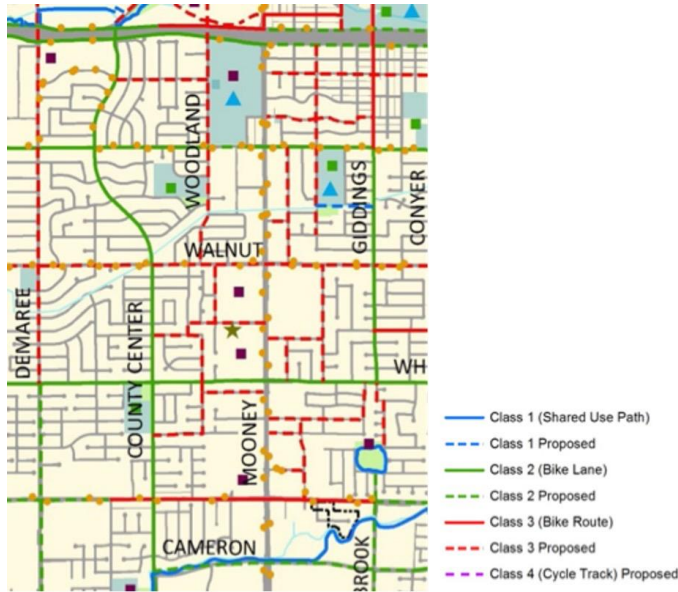 WOODLAND
GIDDINGS
CONYER
WALNUT
DEMAREE
COUNTY CENTER
WH
MOONEY
CAMERON
BROOK
Class 1 (Shared Use Path)
Class 1 Proposed
Class 2 (Bike Lane)
Class 2 Proposed
Class 3 (Bike Route)
Class 3 Proposed
Class 4 (Cycle Track) Proposed